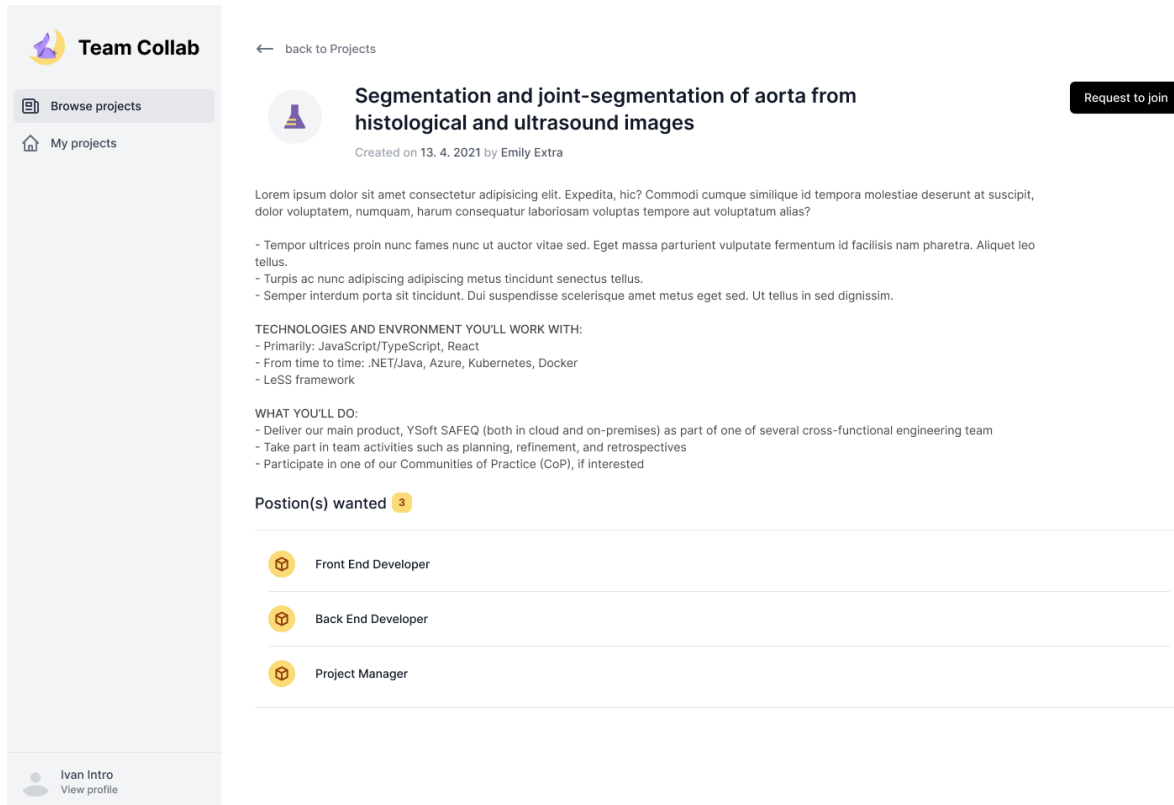 Team Collab
Browse projects
My projects
back to Projects
Segmentation and joint-segmentation of aorta from
histological and ultrasound images
Request to join
Created on 13. 4. 2021 by Emily Extra
Lorem ipsum dolor sit amet consectetur adipisicing elit. Expedita, hic? Commodi cumque similique id tempora molestiae deserunt at suscipit,
dolor voluptatem, numquam, harum consequatur laboriosam voluptas tempore aut voluptatum alias?
- Tempor ultrices proin nunc fames nunc ut auctor vitae sed. Eget massa parturient vulputate fermentum id facilisis nam pharetra. Aliquet leo
tellus.
- Turpis ac nunc adipiscing adipiscing metus tincidunt senectus tellus.
- Semper interdum porta sit tincidunt. Dui suspendisse scelerisque amet metus eget sed. Ut tellus in sed dignissim.
TECHNOLOGIES AND ENVRONMENT YOU'LL WORK WITH:
- Primarily: JavaScript/TypeScript, React
- From time to time: .NET/Java, Azure, Kubernetes, Docker
- LeSS framework
WHAT YOU'LL DO:
- Deliver our main product, YSoft SAFEQ (both in cloud and on-premises) as part of one of several cross-functional engineering team
- Take part in team activities such as planning, refinement, and retrospectives
- Participate in one of our Communities of Practice (CoP), if interested
Postion(s) wanted 3
Front End Developer
Back End Developer
Project Manager
Ivan Intro
View profile